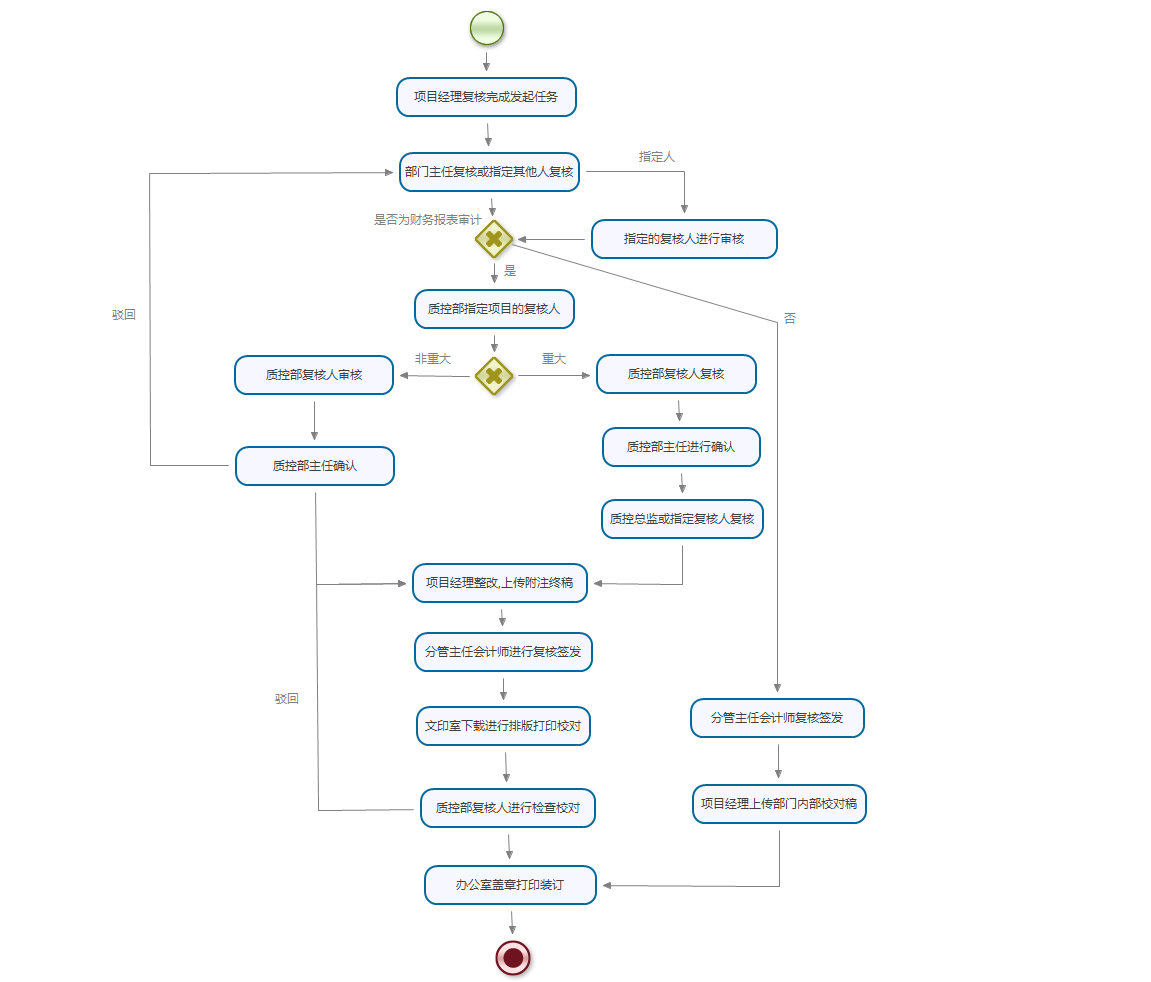 项目经理复核完成发起任务
部门主任复核或指定其他人复核
指定人
是否为财务报表审计
指定的复核人进行审核
是
质控部指定项目的复核人
驳回
否
非重大
重大
质控部复核人审核
质控部复核人复核
质控部主任进行确认
质控部主任确认
质控总监或指定复核人复核
项目经理整改,上传附注终稿
分管主任会计师进行复核签发
驳回
文印室下载进行排版打印校对
分管主任会计师复核签发
质控部复核人进行检查校对
项目经理上传部门内部校对稿
办公室盖章打印装订